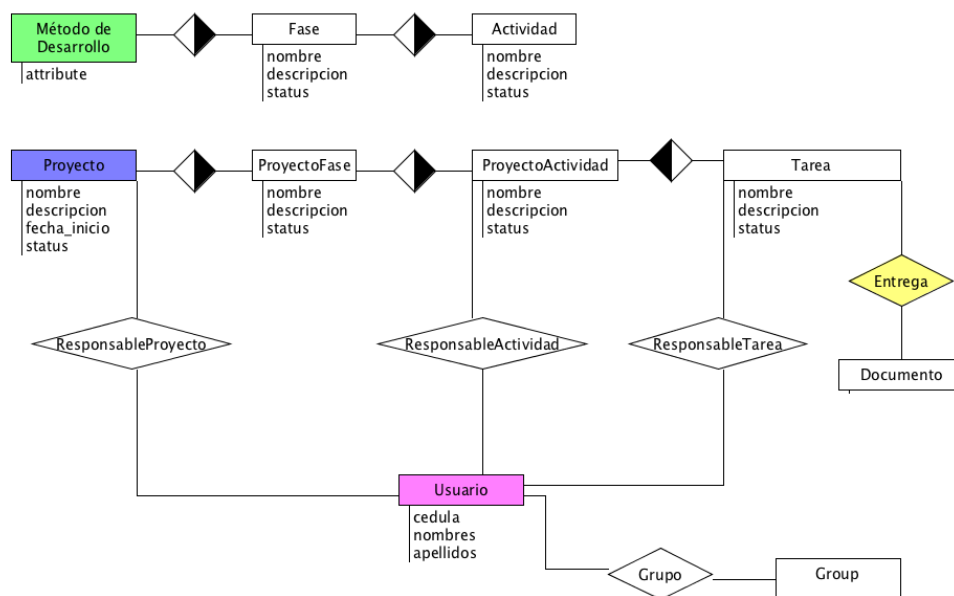 Método de
Desarrollo
attribute
Fase
nombre
descripcion
status
Actividad
nombre
descripcion
status
Proyecto
nombre
descripcion
fecha_inicio
status
ProyectoFase
nombre
descripcion
status
ProyectoActividad
nombre
descripcion
status
Tarea
nombre
descripcion
status
Entrega
ResponsableProyecto
ResponsableActividad
ResponsableTarea
Documento
Usuario
cedula
nombres
apellidos
Grupo
Group